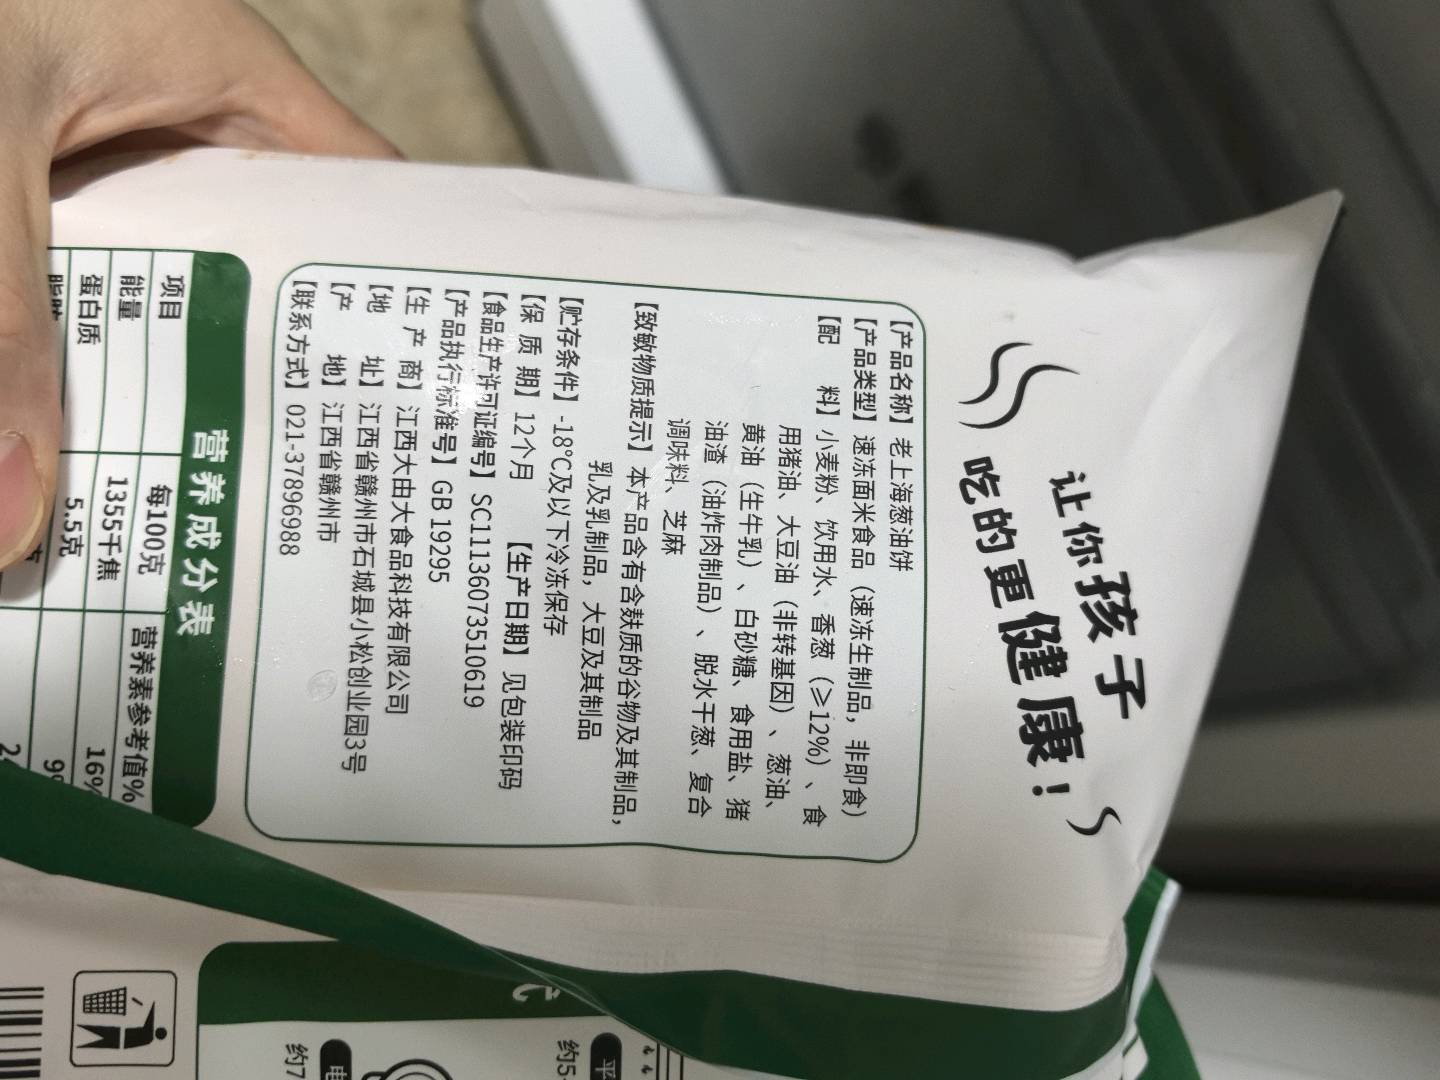 让你孩子
吃的更健康！
【产品名称】老上海葱油饼
【产品类型】速冻面米食品（速冻生制品，非即食）
【配 料】小麦粉、饮用水、香葱（≥12%）、食
用猪油、大豆油（非转基因）、葱油、
黄油（生牛乳）、白砂糖、食用盐、猪
油渣（油炸肉制品）、脱水干葱、复合
调味料、芝麻
【致敏物质提示】本产品含有含麸质的谷物及其制品，
乳及乳制品，大豆及其制品
【贮存条件】-18°C及以下冷冻保存
【保 质 期】12个月 【生产日期】见包装印码
【食品生产许可证编号】SC11136073510619
【产品执行标准号】GB 19295
【生 产 商】江西大由大食品科技有限公司
【地 址】江西省赣州市石城县小松创业园3号
【产 地】江西省赣州市
【联系方式】021-37896988
营养成分表
项目 每100克 营养素参考值%
能量 1355千焦 16%
蛋白质 5.5克
约5
约7